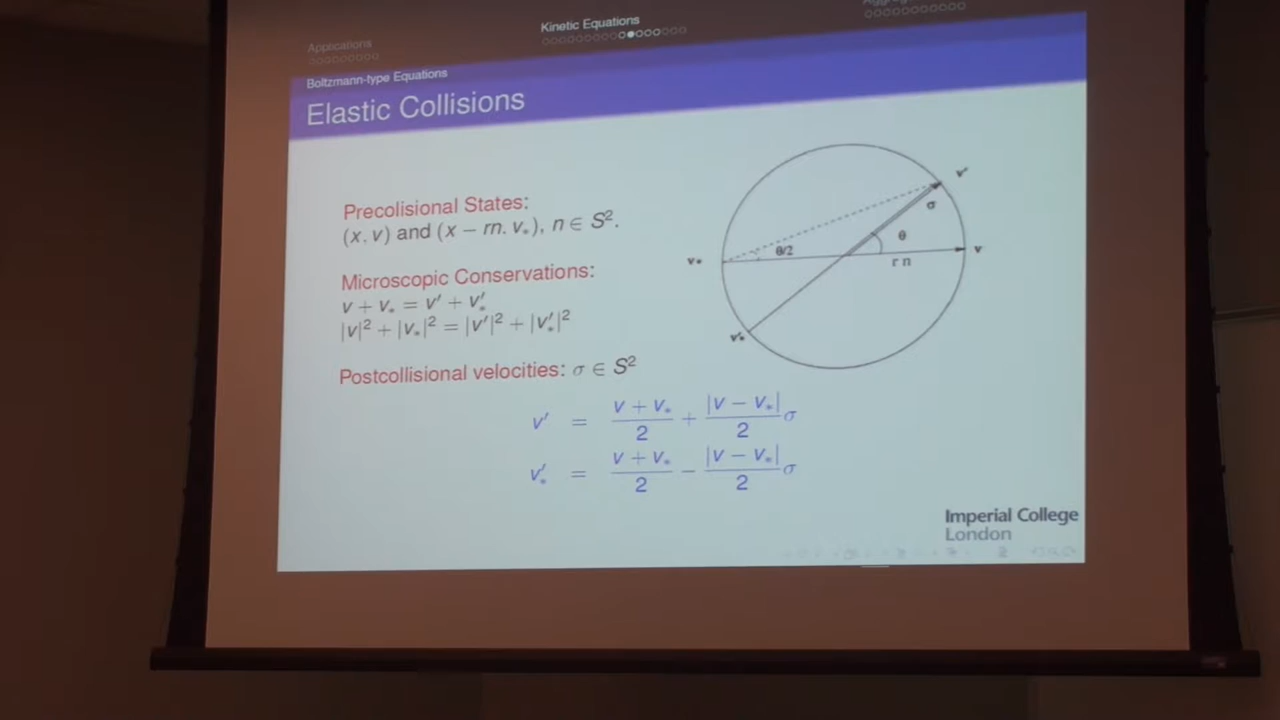 Applications
Kinetic Equations
Boltzmann-type Equations
Elastic Collisions
Precolisional States:
(x, v) and (x − rn, v*), n ∈ S².
Microscopic Conservations:
v + v* = v′ + v*′
|v|² + |v*|² = |v′|² + |v*′|²
Postcollisional velocities: σ ∈ S²
v′ = (v + v*)/2 + (|v − v*|/2)σ
v*′ = (v + v*)/2 − (|v − v*|/2)σ
v′
σ
θ
v*
θ/2
r n
v
v′*
Imperial College
London